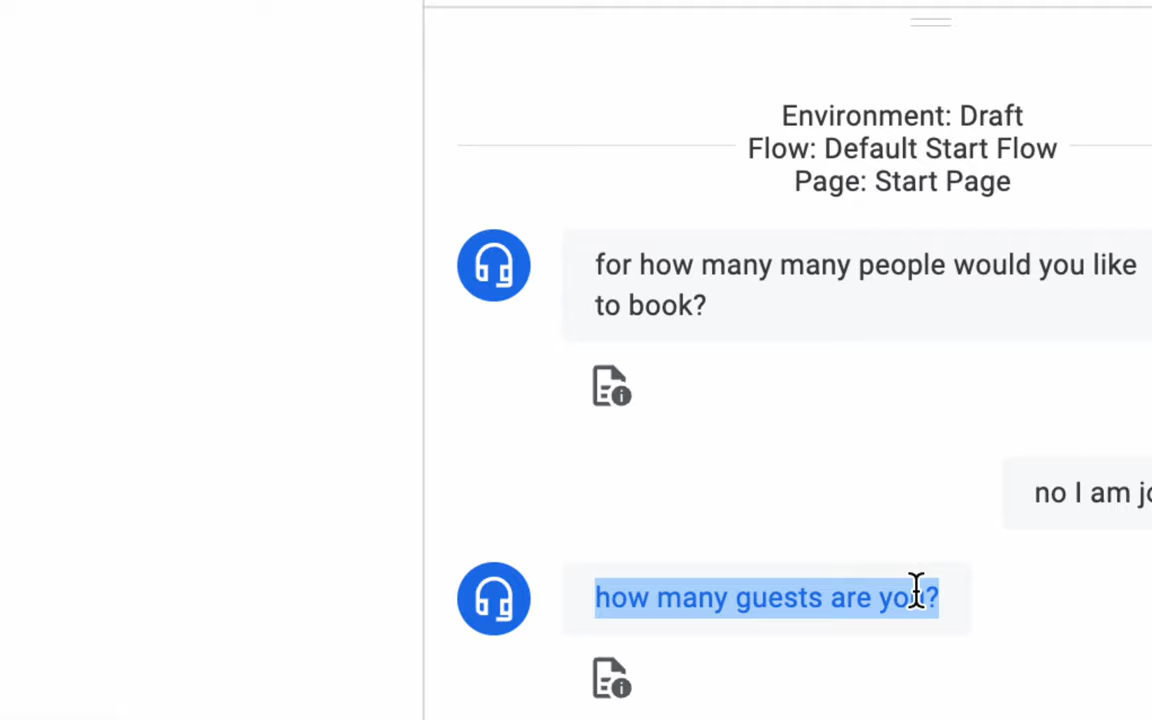 Environment: Draft
Flow: Default Start Flow
Page: Start Page
for how many many people would you like
to book?
no I am
how many guests are you?